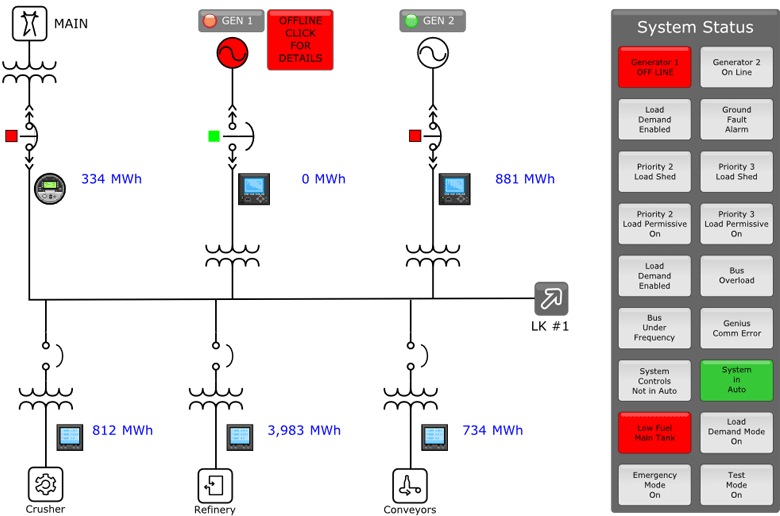 MAIN
GEN 1
OFFLINE
CLICK
FOR
DETAILS
GEN 2
334 MWh
0 MWh
881 MWh
LK #1
812 MWh
3,983 MWh
734 MWh
Crusher
Refinery
Conveyors
System Status
Generator 1
OFF LINE
Generator 2
On Line
Load
Demand
Enabled
Ground
Fault
Alarm
Priority 2
Load Shed
Priority 3
Load Shed
Priority 2
Load Permissive
On
Priority 3
Load Permissive
On
Load
Demand
Enabled
Bus
Overload
Bus
Under
Frequency
Genius
Comm Error
System
Controls
Not in Auto
System
in
Auto
Low Fuel
Main Tank
Load
Demand Mode
On
Emergency
Mode
On
Test
Mode
On